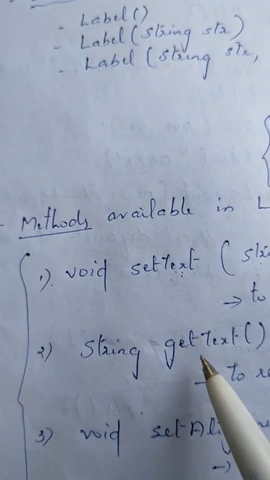 - Label()
- Label(String str)
- Label (String str,
- Methods available in L
1). void setText (
→ to
2) String getText()
→ to
3) void
→